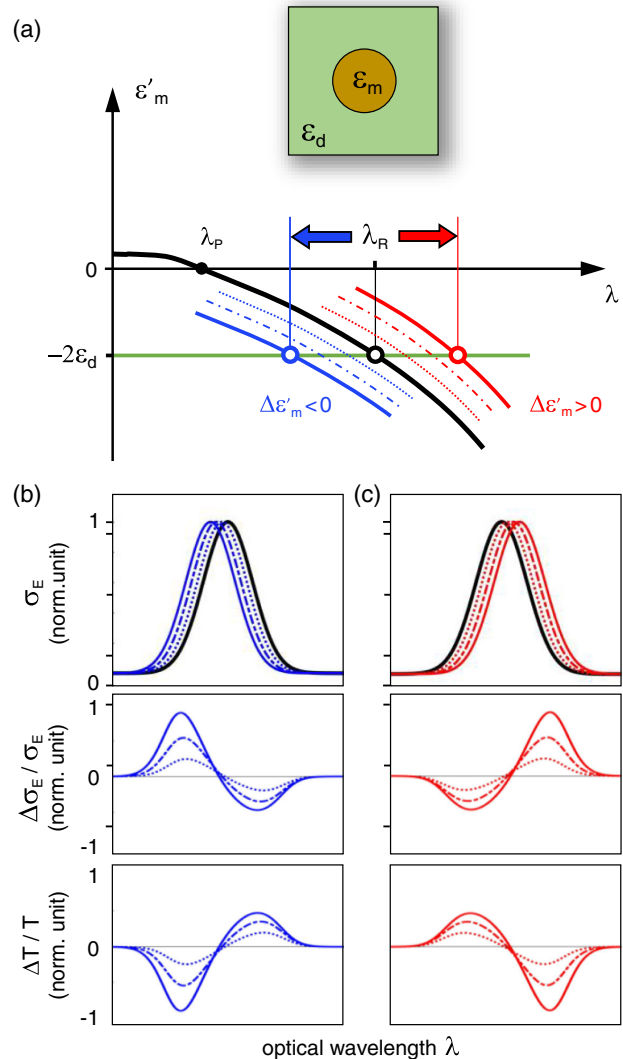 (a)
ε′m
εm
εd
λP
λR
0
λ
−2εd
Δε′m<0
Δε′m>0
(b)
(c)
1
σE
(norm.unit)
0
1
ΔσE / σE
(norm. unit)
0
-1
1
ΔT / T
(norm. unit)
0
-1
optical wavelength λ